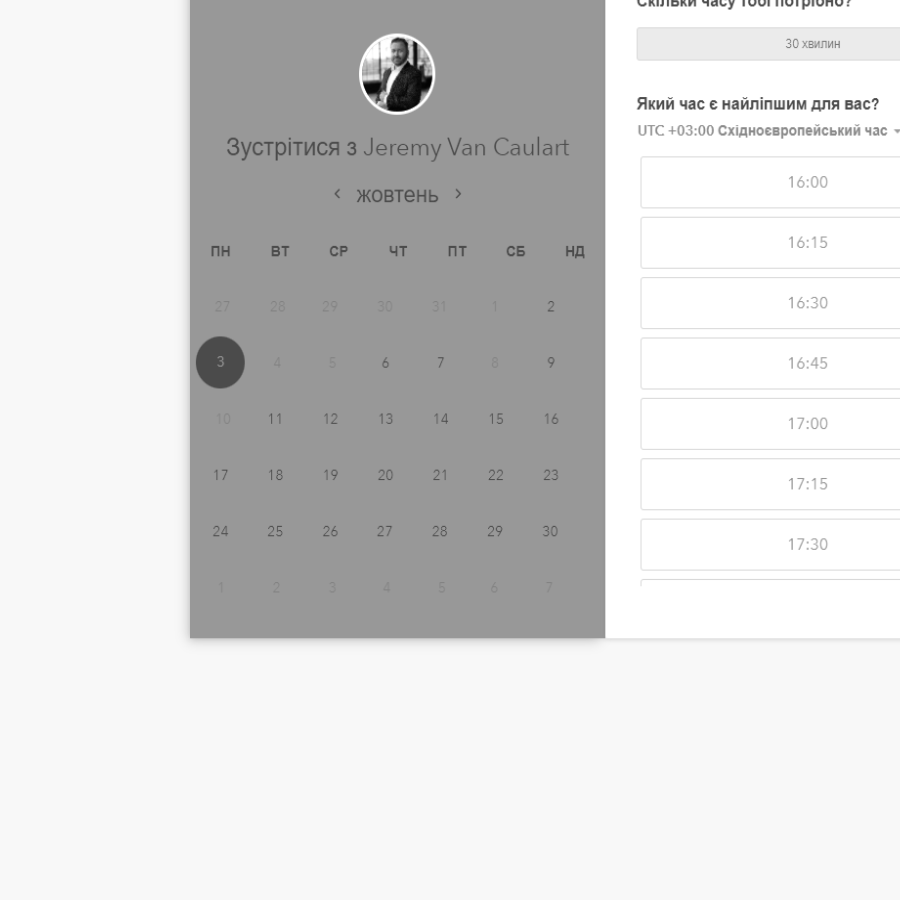 Зустрітися з Jeremy Van Caulart
жовтень
ПН ВТ СР ЧТ ПТ СБ НД
27 28 29 30 31 1 2
3 4 5 6 7 8 9
10 11 12 13 14 15 16
17 18 19 20 21 22 23
24 25 26 27 28 29 30
1 2 3 4 5 6 7
Скільки часу тобі потрібно?
30 хвилин
Який час є найліпшим для вас?
UTC +03:00 Східноєвропейський час
16:00
16:15
16:30
16:45
17:00
17:15
17:30